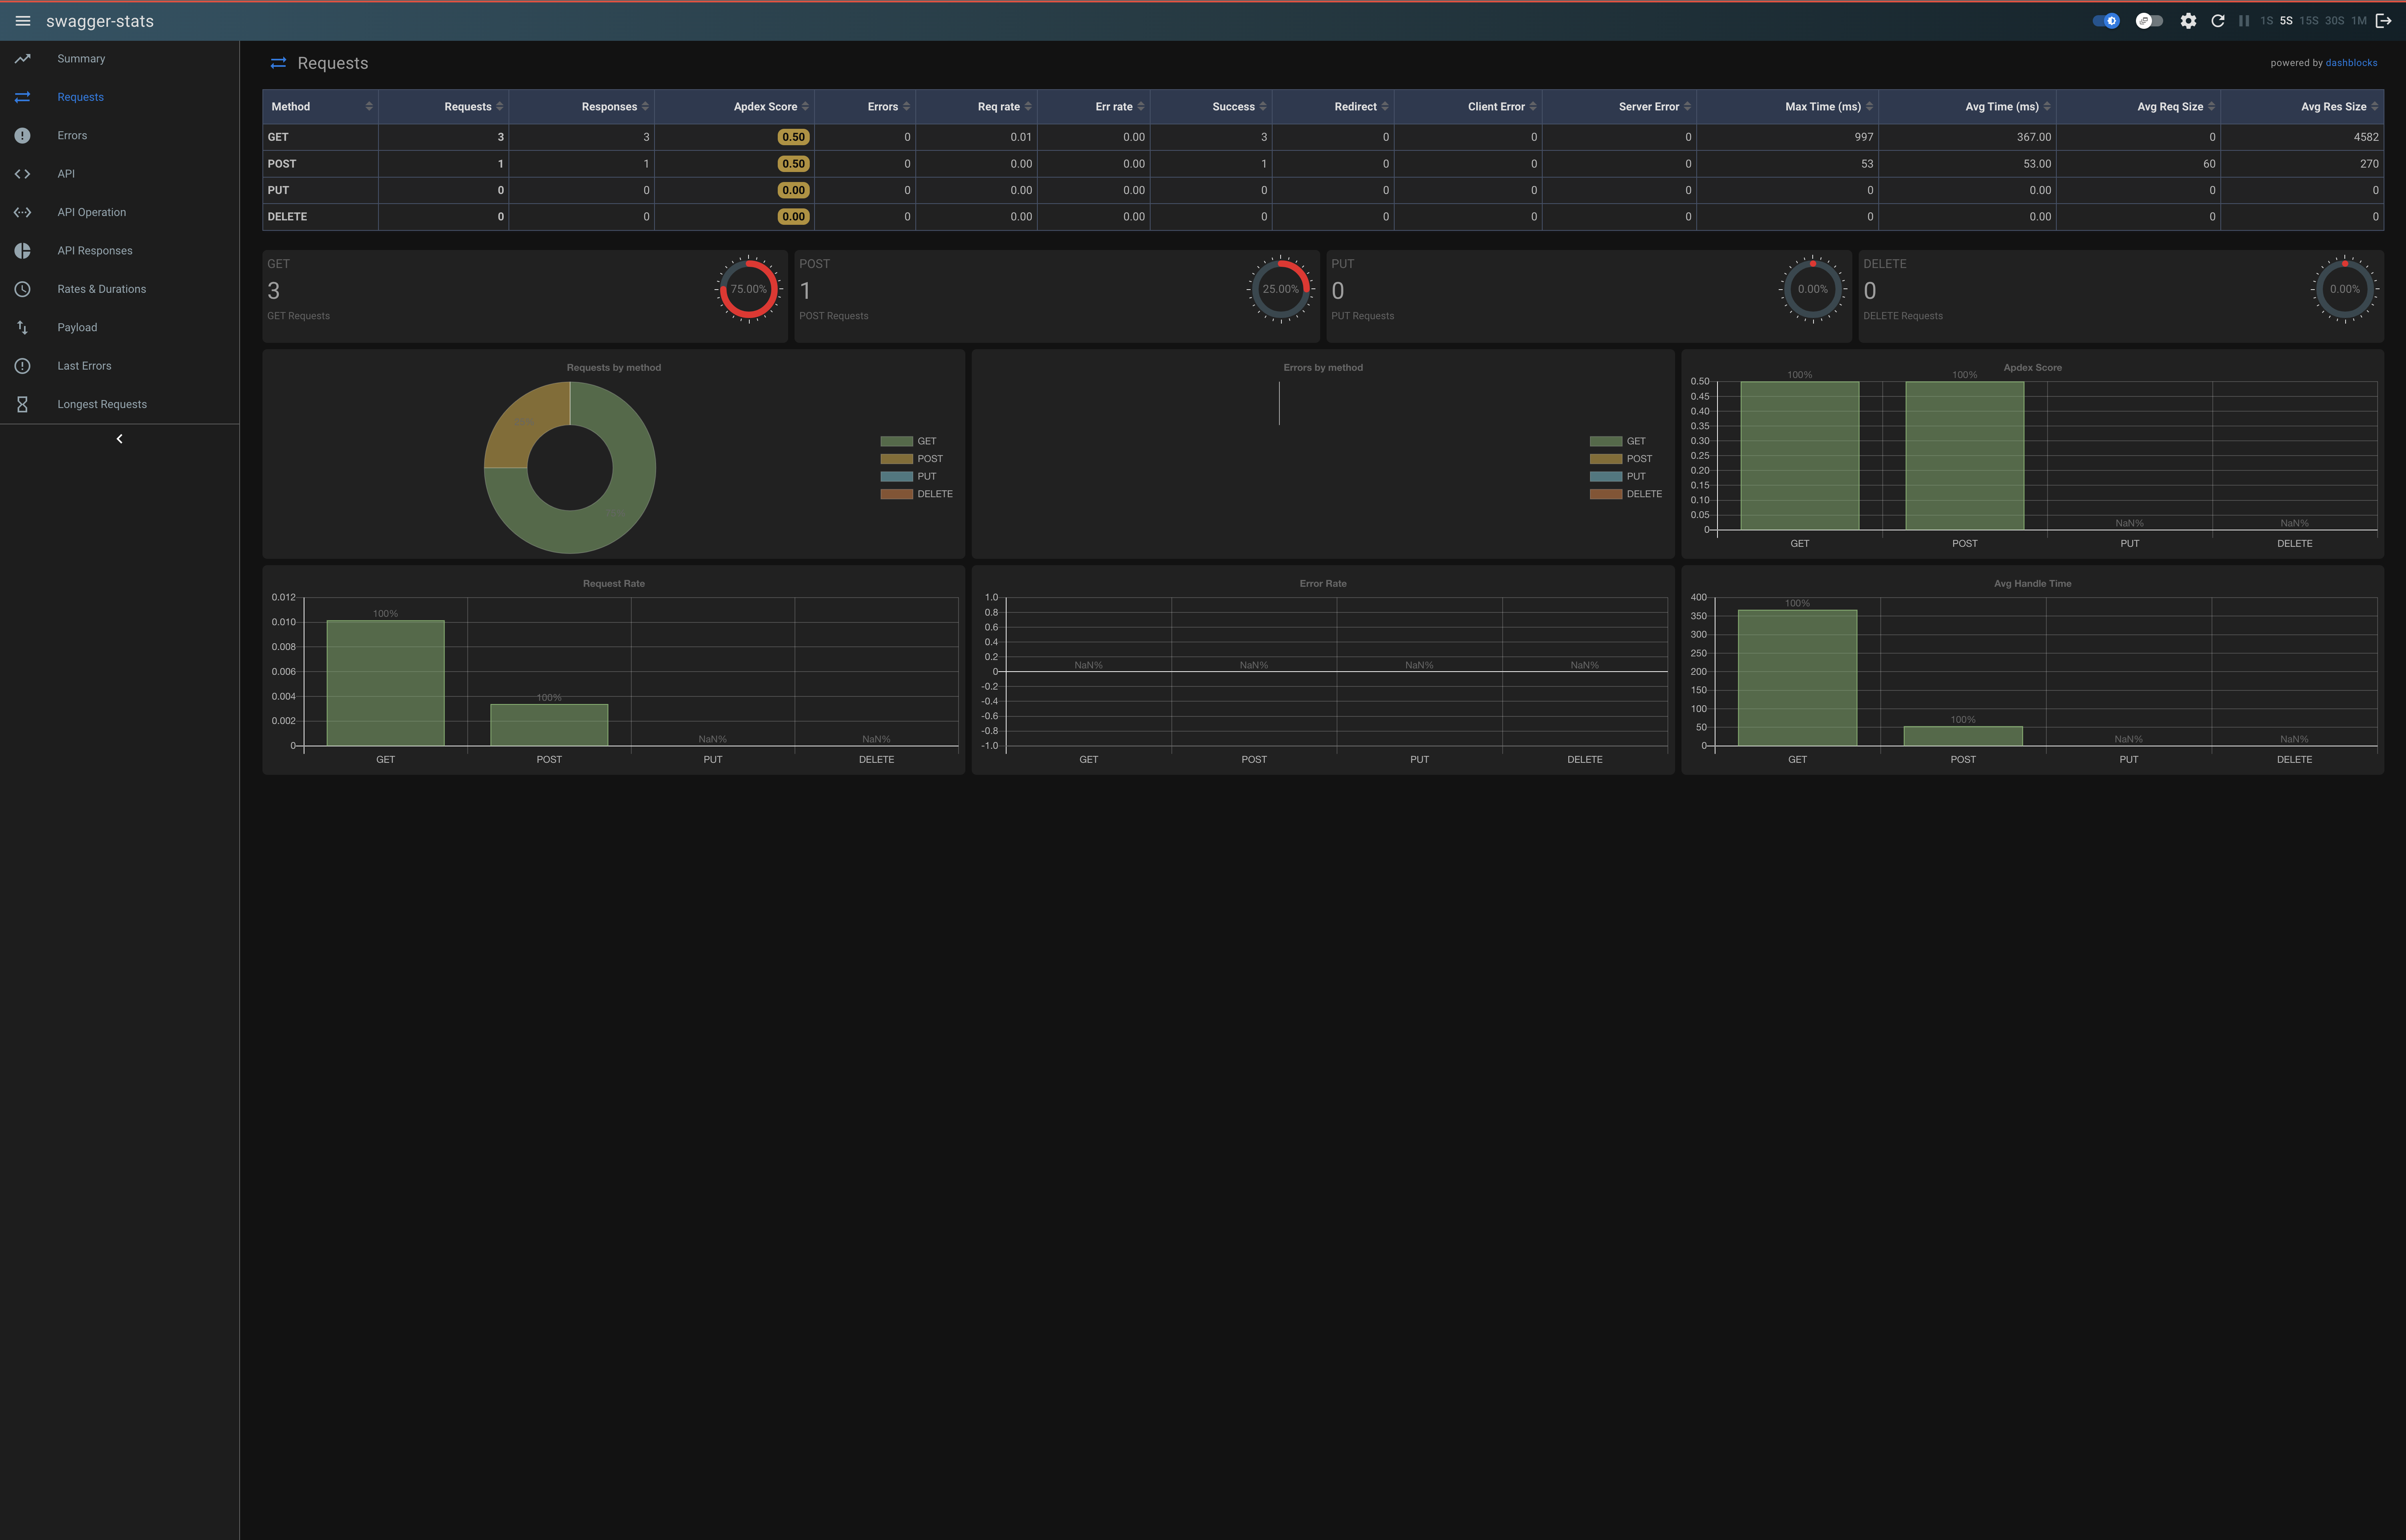 swagger-stats
1S 5S 15S 30S 1M
Summary
Requests
Errors
API
API Operation
API Responses
Rates & Durations
Payload
Last Errors
Longest Requests
Requests
powered by dashblocks
Method Requests Responses Apdex Score Errors Req rate Err rate Success Redirect Client Error Server Error Max Time (ms) Avg Time (ms) Avg Req Size Avg Res Size
GET 3 3 0.50 0 0.01 0.00 3 0 0 0 997 367.00 0 4582
POST 1 1 0.50 0 0.00 0.00 1 0 0 0 53 53.00 60 270
PUT 0 0 0.00 0 0.00 0.00 0 0 0 0 0 0.00 0 0
DELETE 0 0 0.00 0 0.00 0.00 0 0 0 0 0 0.00 0 0
GET
3
GET Requests
75.00%
POST
1
POST Requests
25.00%
PUT
0
PUT Requests
0.00%
DELETE
0
DELETE Requests
0.00%
Requests by method
GET
POST
PUT
DELETE
Errors by method
GET
POST
PUT
DELETE
Apdex Score
100% 100%
0.50
0.45
0.40
0.35
0.30
0.25
0.20
0.15
0.10
0.05
0
NaN% NaN%
GET POST PUT DELETE
Request Rate
0.012
100%
0.010
0.008
0.006
0.004
100%
0.002
0
NaN% NaN%
GET POST PUT DELETE
Error Rate
1.0
0.8
0.6
0.4
0.2
NaN% NaN% NaN% NaN%
0
-0.2
-0.4
-0.6
-0.8
-1.0
GET POST PUT DELETE
Avg Handle Time
400
100%
350
300
250
200
150
100
100%
50
0
NaN% NaN%
GET POST PUT DELETE